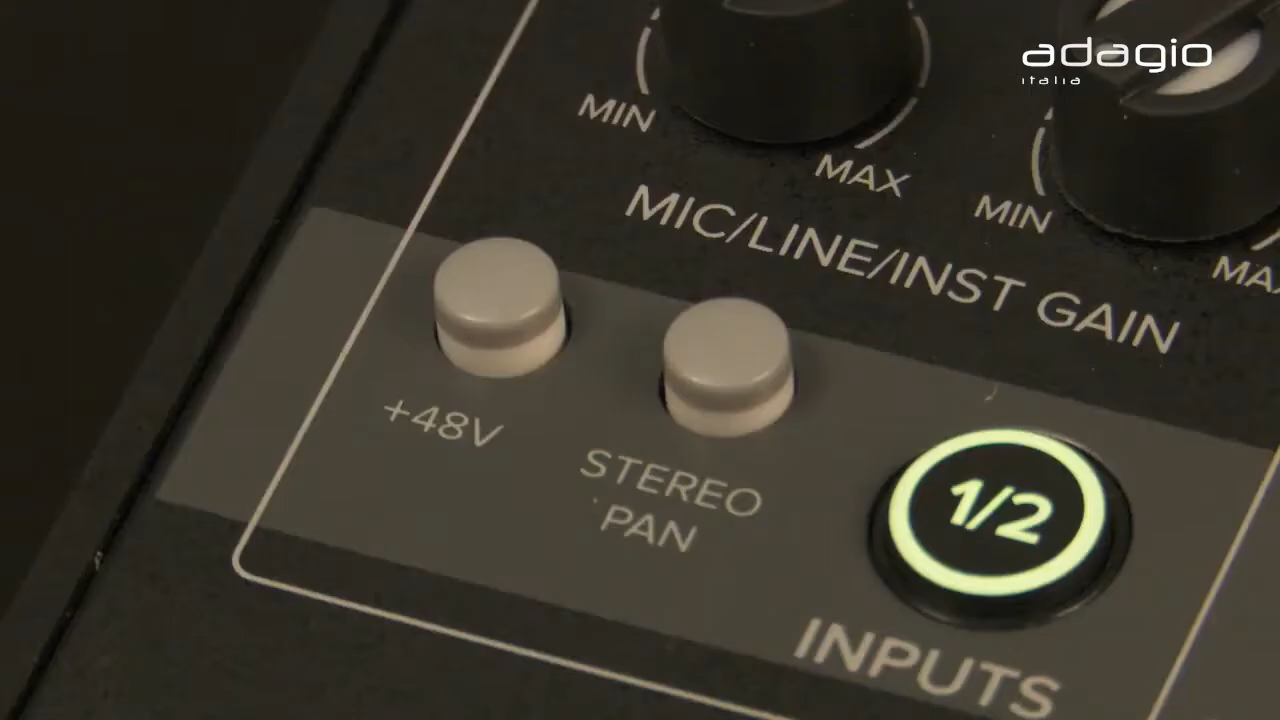 adagio
italia
MIN
MAX
MIN
MAX
MIC/LINE/INST GAIN
+48V
STEREO
PAN
1/2
INPUTS